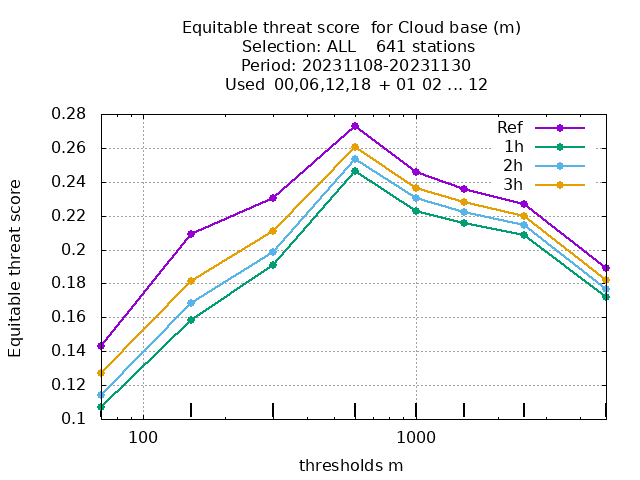 Equitable threat score  for Cloud base (m)
Selection: ALL    641 stations
Period: 20231108-20231130
Used  00,06,12,18  + 01 02 ... 12
0.28
0.26
0.24
0.22
0.2
0.18
0.16
0.14
0.12
0.1
Equitable threat score
Ref
1h
2h
3h
100
1000
thresholds m